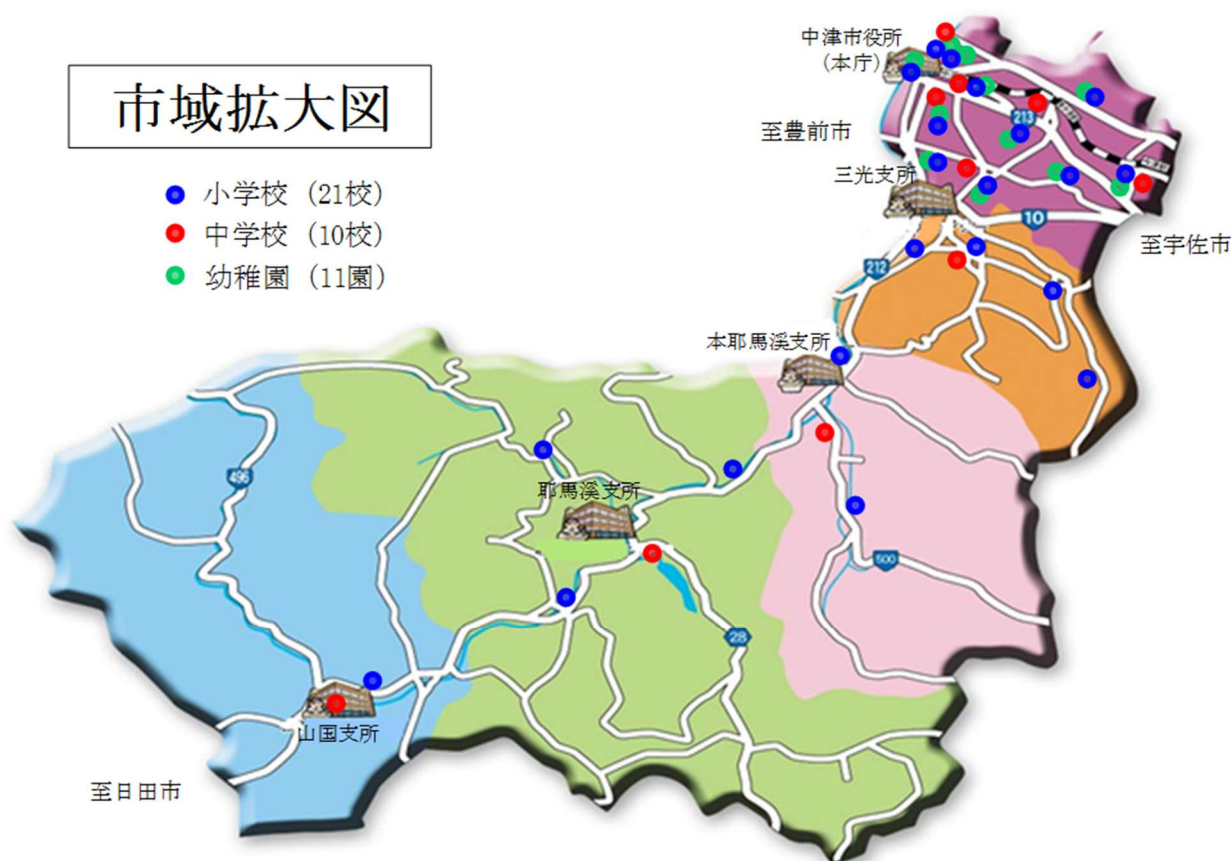 市域拡大図
小学校（21校）
中学校（10校）
幼稚園（11園）
中津市役所
（本庁）
至豊前市
213
三光支所
10
至宇佐市
212
本耶馬溪支所
496
耶馬溪支所
500
28
山国支所
至日田市